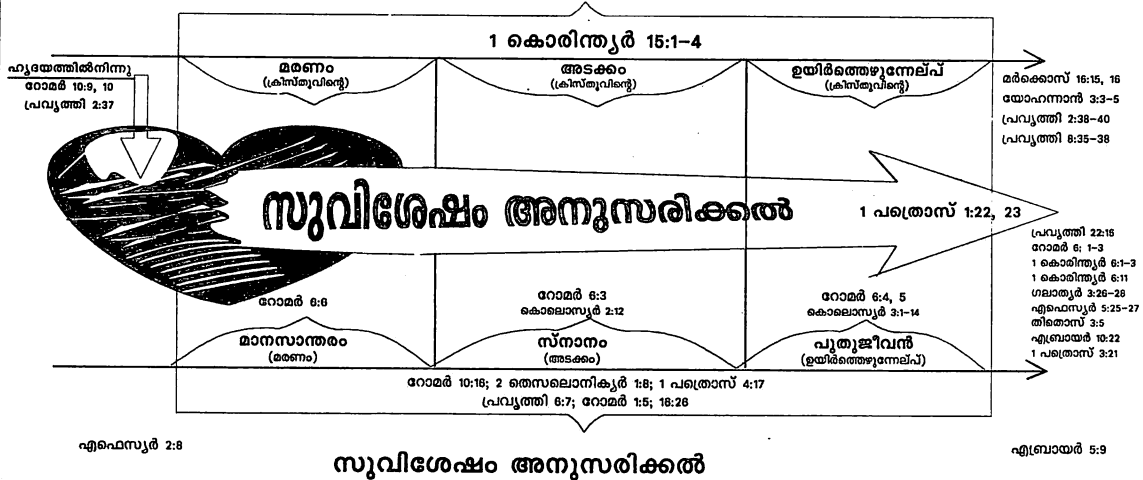 1 കൊരിന്ത്യർ 15:1-4
ഹൃദയത്തിൽനിന്നു
റോമർ 10:9, 10
പ്രവൃത്തി 2:37
മരണം
(ക്രിസ്തുവിന്റെ)
അടക്കം
(ക്രിസ്തുവിന്റെ)
ഉയിർത്തെഴുന്നേല്പ്
(ക്രിസ്തുവിന്റെ)
മർക്കൊസ് 16:15, 16
യോഹന്നാൻ 3:3-5
പ്രവൃത്തി 2:38-40
പ്രവൃത്തി 8:35-38
സുവിശേഷം അനുസരിക്കൽ
1 പത്രൊസ് 1:22, 23
പ്രവൃത്തി 22:16
റോമർ 6; 1-3
1 കൊരിന്ത്യർ 6:1-3
1 കൊരിന്ത്യർ 6:11
ഗലാത്യർ 3:26-28
എഫെസ്യർ 5:25-27
തിതൊസ് 3:5
എബ്രായർ 10:22
1 പത്രൊസ് 3:21
റോമർ 6:6
മാനസാന്തരം
(മരണം)
റോമർ 6:3
കൊലൊസ്യർ 2:12
സ്നാനം
(അടക്കം)
റോമർ 6:4, 5
കൊലൊസ്യർ 3:1-14
പുതുജീവൻ
(ഉയിർത്തെഴുന്നേല്പ്)
റോമർ 10:16; 2 തെസലൊനിക്യർ 1:8; 1 പത്രൊസ് 4:17
പ്രവൃത്തി 6:7; റോമർ 1:5; 16:26
എഫെസ്യർ 2:8
സുവിശേഷം അനുസരിക്കൽ
എബ്രായർ 5:9